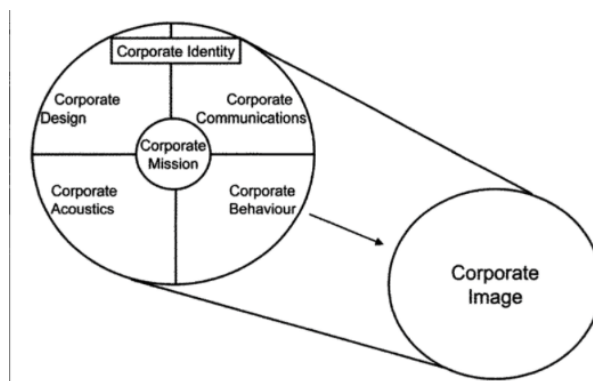 Corporate Identity
Corporate
Design
Corporate
Communications
Corporate
Mission
Corporate
Acoustics
Corporate
Behaviour
Corporate
Image